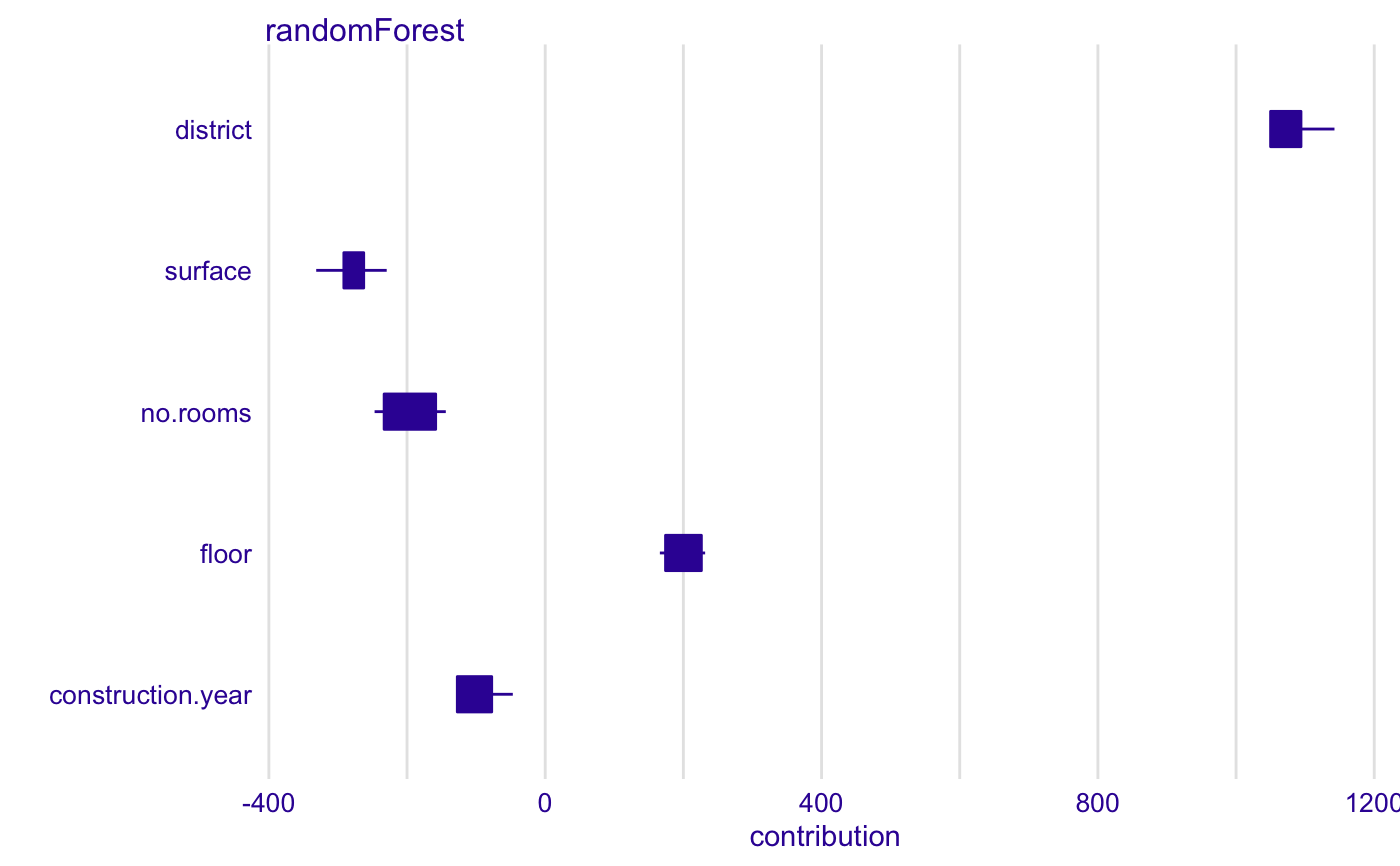 randomForest
district
surface
no.rooms
floor
construction.year
-400 0 400 800 1200
contribution